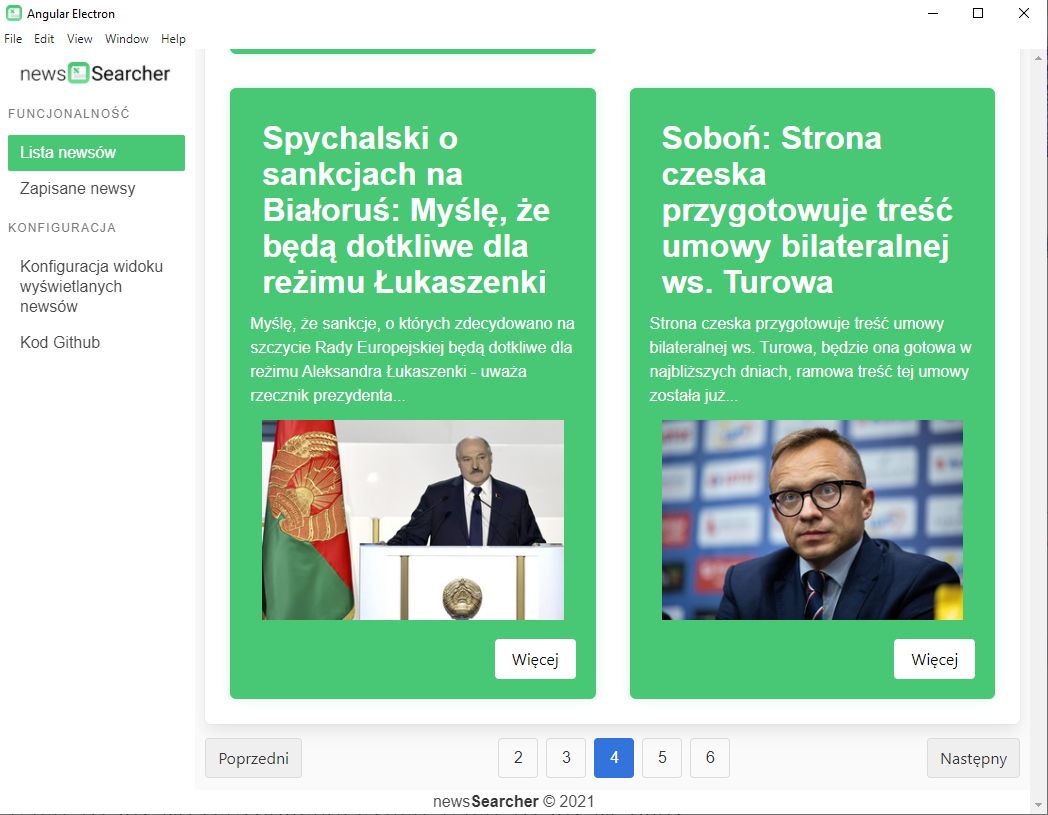 Angular Electron
File Edit View Window Help
newsSearcher
FUNKCJONALNOŚĆ
Lista newsów
Zapisane newsy
KONFIGURACJA
Konfiguracja widoku
wyświetlanych
newsów
Kod Github
Spychalski o
sankcjach na
Białoruś: Myślę, że
będą dotkliwe dla
reżimu Łukaszenki
Myślę, że sankcje, o których zdecydowano na
szczycie Rady Europejskiej będą dotkliwe dla
reżimu Aleksandra Łukaszenki - uważa
rzecznik prezydenta...
Więcej
Soboń: Strona
czeska
przygotowuje treść
umowy bilateralnej
ws. Turowa
Strona czeska przygotowuje treść umowy
bilateralnej ws. Turowa, będzie ona gotowa w
najbliższych dniach, ramowa treść tej umowy
została już...
Więcej
Poprzedni 2 3 4 5 6 Następny
newsSearcher © 2021